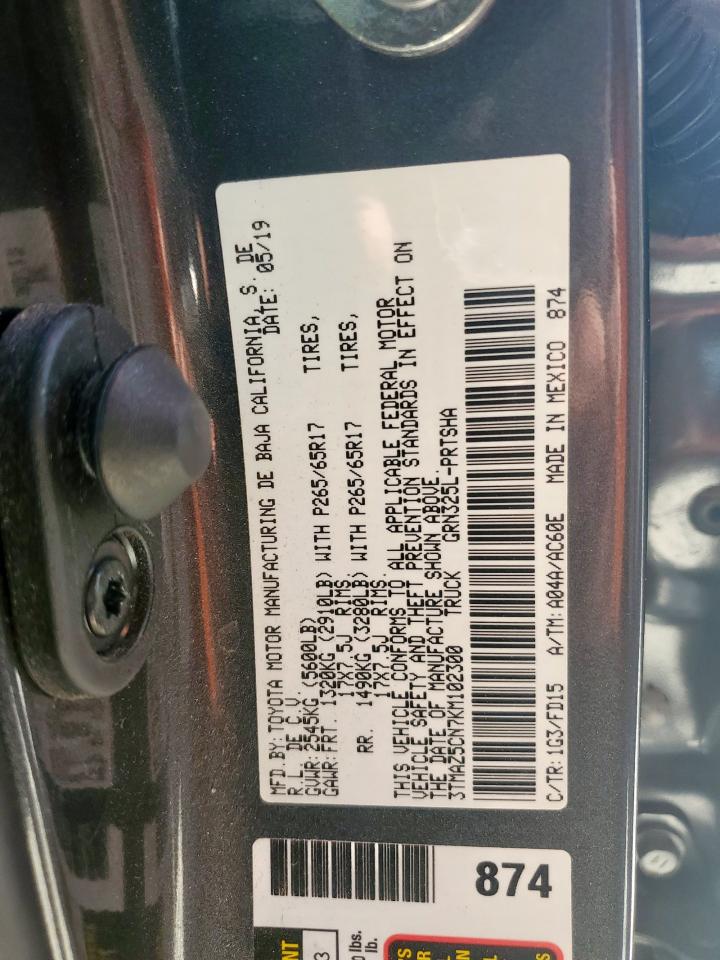 MFD.BY: TOYOTA MOTOR MANUFACTURING DE BAJA CALIFORNIA, S. DE
R.L. DE C.V. DATE: 05/19
GVWR: 2545KG (5600LB)
GAWR: FRT. 1320KG (2910LB) WITH P265/65R17 TIRES,
17X7.5J RIMS.
RR. 1490KG (3280LB) WITH P265/65R17 TIRES,
17X7.5J RIMS.
THIS VEHICLE CONFORMS TO ALL APPLICABLE FEDERAL MOTOR
VEHICLE SAFETY AND THEFT PREVENTION STANDARDS IN EFFECT ON
THE DATE OF MANUFACTURE SHOWN ABOVE.
3TMAZ5CN7KM102300 TRUCK GRN325L-PRTSHA
C/TR: 1G3/FD15 A/TM: A04A/AC60E MADE IN MEXICO 874
874